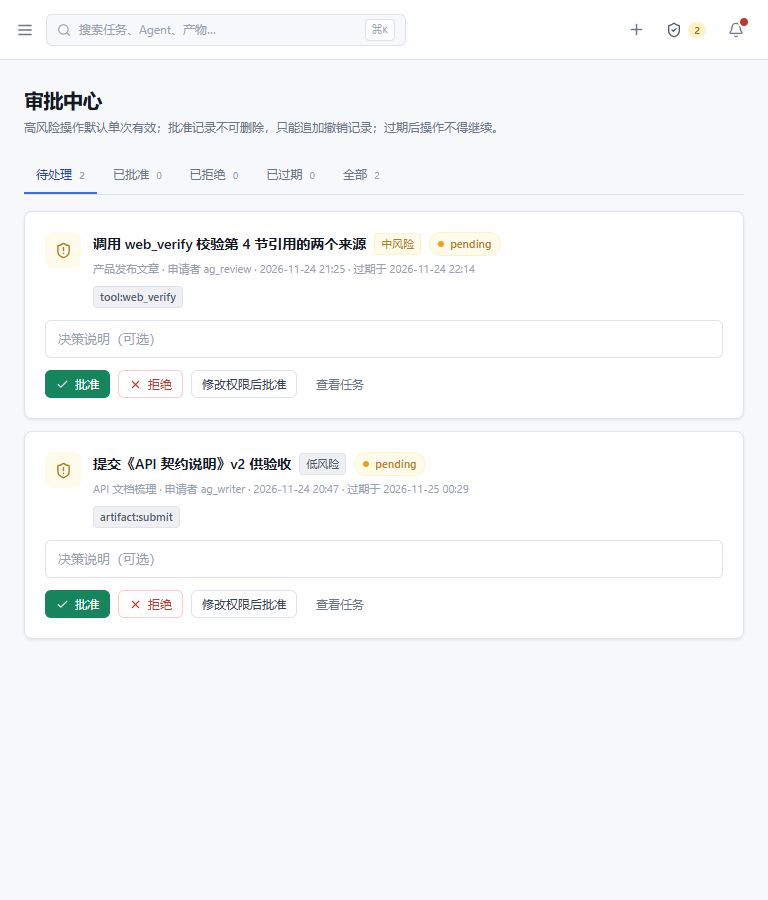 搜索任务、Agent、产物... ⌘K 2
审批中心
高风险操作默认单次有效；批准记录不可删除，只能追加撤销记录；过期后操作不得继续。
待处理 2 已批准 0 已拒绝 0 已过期 0 全部 2
调用 web_verify 校验第 4 节引用的两个来源 中风险 pending
产品发布文章 · 申请者 ag_review · 2026-11-24 21:25 · 过期于 2026-11-24 22:14
tool:web_verify
决策说明（可选）
批准 拒绝 修改权限后批准 查看任务
提交《API 契约说明》v2 供验收 低风险 pending
API 文档梳理 · 申请者 ag_writer · 2026-11-24 20:47 · 过期于 2026-11-25 00:29
artifact:submit
决策说明（可选）
批准 拒绝 修改权限后批准 查看任务